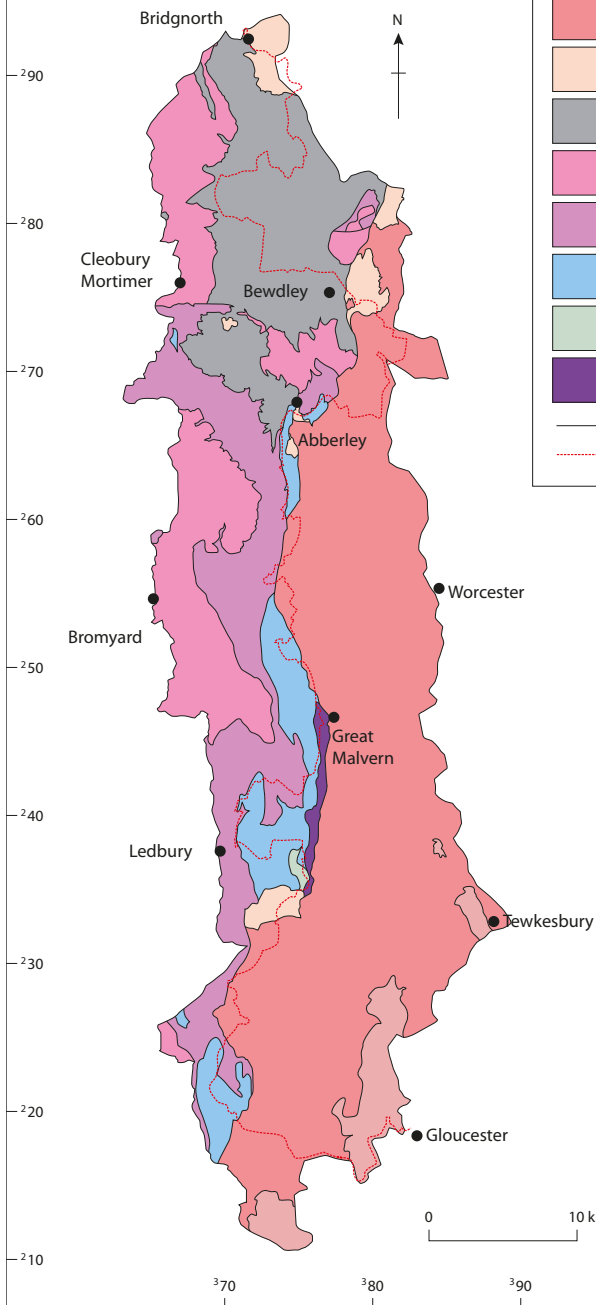 Bridgnorth
N
²90
²80
Cleobury
Mortimer
Bewdley
²70
Abberley
²60
Worcester
Bromyard
²50
Great
Malvern
²40
Ledbury
Tewkesbury
²30
²20
Gloucester
0
10 k
²10
³70
³80
³90